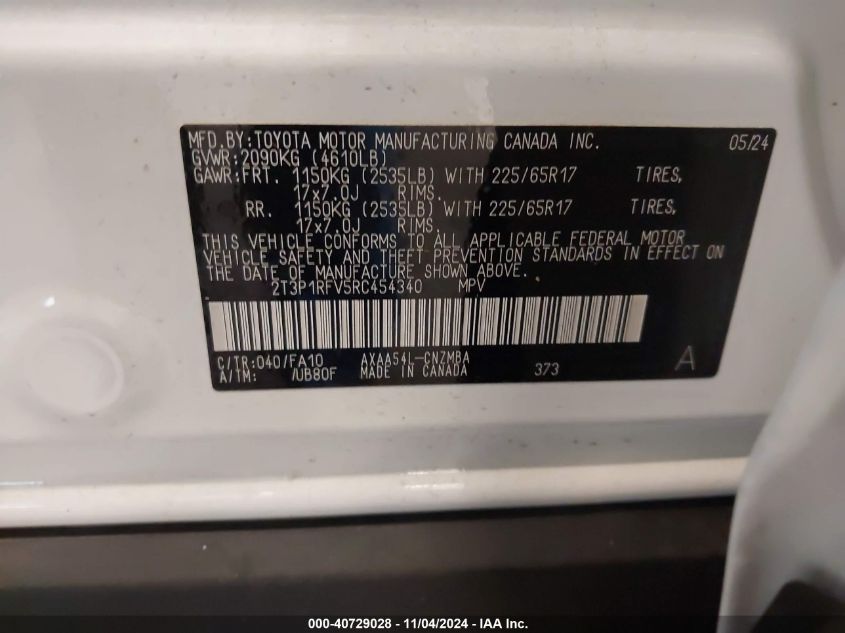 MFD.BY:TOYOTA MOTOR MANUFACTURING CANADA INC. 05/24
GVWR:2090KG (4610LB)
GAWR:FRT. 1150KG (2535LB) WITH 225/65R17 TIRES,
17x7.0J RIMS.
RR. 1150KG (2535LB) WITH 225/65R17 TIRES,
17x7.0J RIMS.
THIS VEHICLE CONFORMS TO ALL APPLICABLE FEDERAL MOTOR
VEHICLE SAFETY AND THEFT PREVENTION STANDARDS IN EFFECT ON
THE DATE OF MANUFACTURE SHOWN ABOVE.
2T3P1RFV5RC454340 MPV
C/TR:040/FA10 AXAA54L-CNZMBA
A/TM: /UB80F MADE IN CANADA 373 A
000-40729028 - 11/04/2024 - IAA Inc.